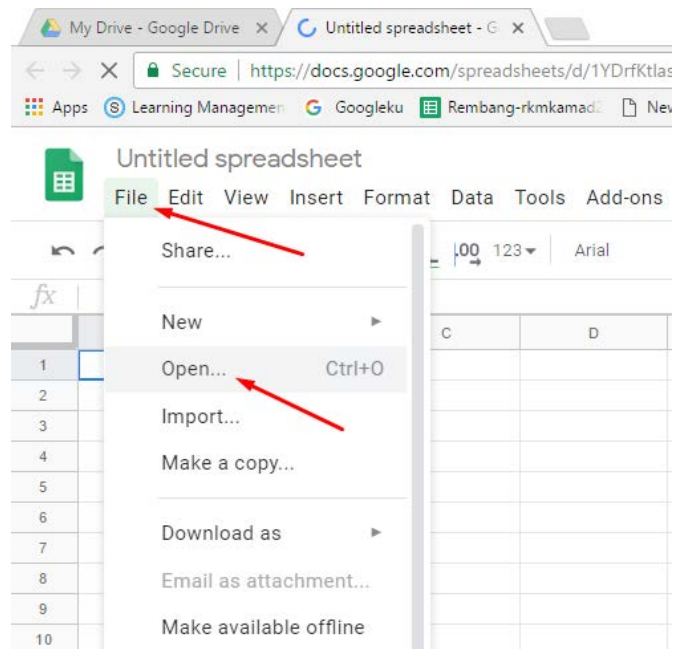 My Drive - Google Drive × Untitled spreadsheet - G ×
Secure | https://docs.google.com/spreadsheets/d/1YDrfKtlas
Apps Learning Managemen Googleku Rembang-rkmkamad2 Nev
Untitled spreadsheet
File Edit View Insert Format Data Tools Add-ons
.00 123 Arial
fx
C D
1
Share...
New
Open... Ctrl+O
Import...
Make a copy...
Download as
Email as attachment...
Make available offline
2
3
4
5
6
7
8
9
10